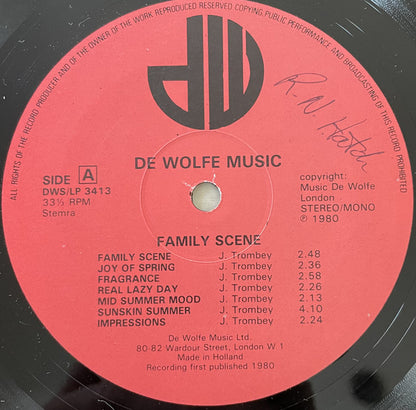 ALL RIGHTS OF THE RECORD PRODUCER AND OF THE OWNER OF THE WORK REPRODUCED RESERVED COPYING PUBLIC PERFORMANCE AND BROADCASTING OF THIS RECORD PROHIBITED
dw
R. N. Hatch
DE WOLFE MUSIC
SIDE A
DWS/LP 3413
33⅓ RPM
Stemra
copyright:
Music De Wolfe
London
STEREO/MONO
℗ 1980
FAMILY SCENE
FAMILY SCENE J. Trombey 2.48
JOY OF SPRING J. Trombey 2.36
FRAGRANCE J. Trombey 2.58
REAL LAZY DAY J. Trombey 2.26
MID SUMMER MOOD J. Trombey 2.13
SUNSKIN SUMMER J. Trombey 4.10
IMPRESSIONS J. Trombey 2.24
De Wolfe Music Ltd.
80-82 Wardour Street, London W 1
Made in Holland
Recording first published 1980